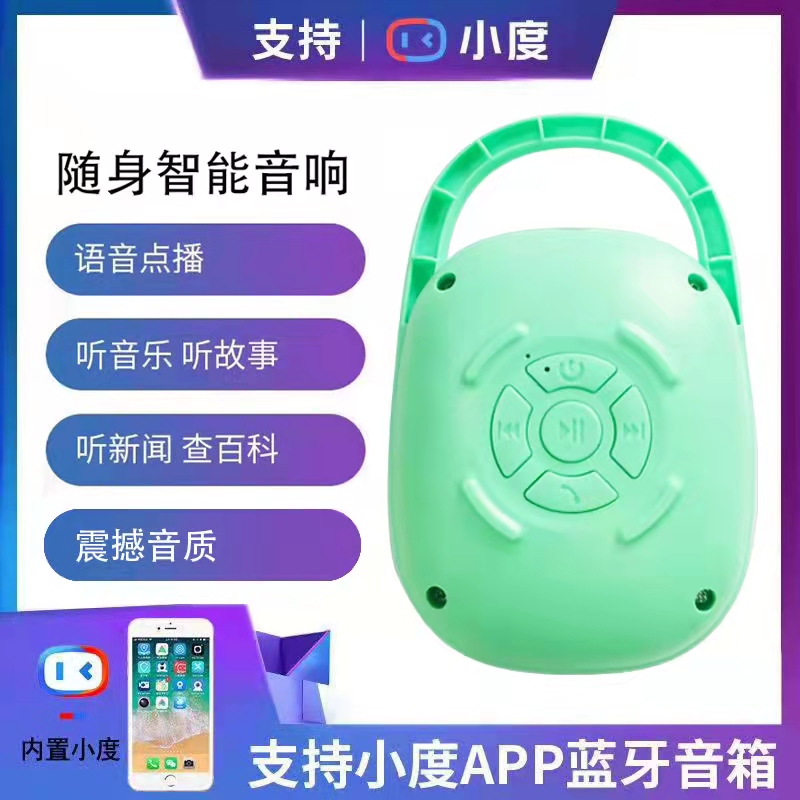 支持 小度
随身智能音响
语音点播
听音乐 听故事
听新闻 查百科
震撼音质
内置小度
支持小度APP蓝牙音箱